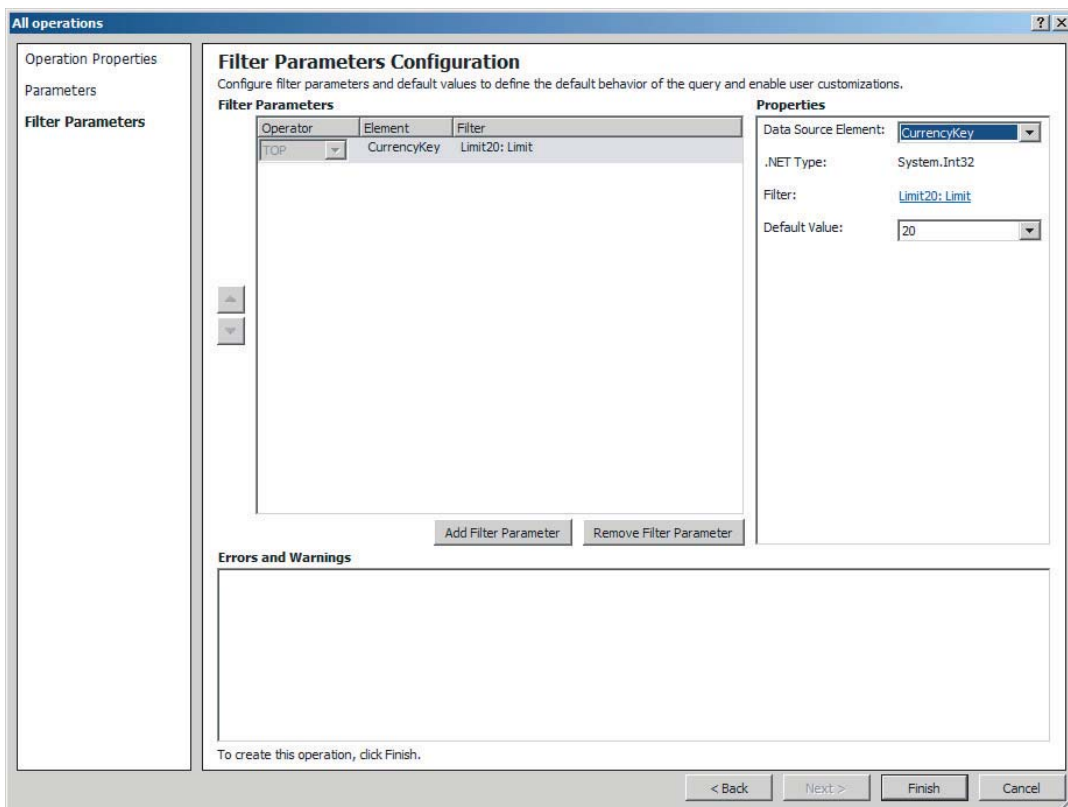 All operations
Operation Properties
Parameters
Filter Parameters
Filter Parameters Configuration
Configure filter parameters and default values to define the default behavior of the query and enable user customizations.
Filter Parameters
Operator Element Filter
TOP CurrencyKey Limit20: Limit
Add Filter Parameter Remove Filter Parameter
Properties
Data Source Element: CurrencyKey
.NET Type: System.Int32
Filter: Limit20: Limit
Default Value: 20
Errors and Warnings
To create this operation, click Finish.
< Back Next > Finish Cancel